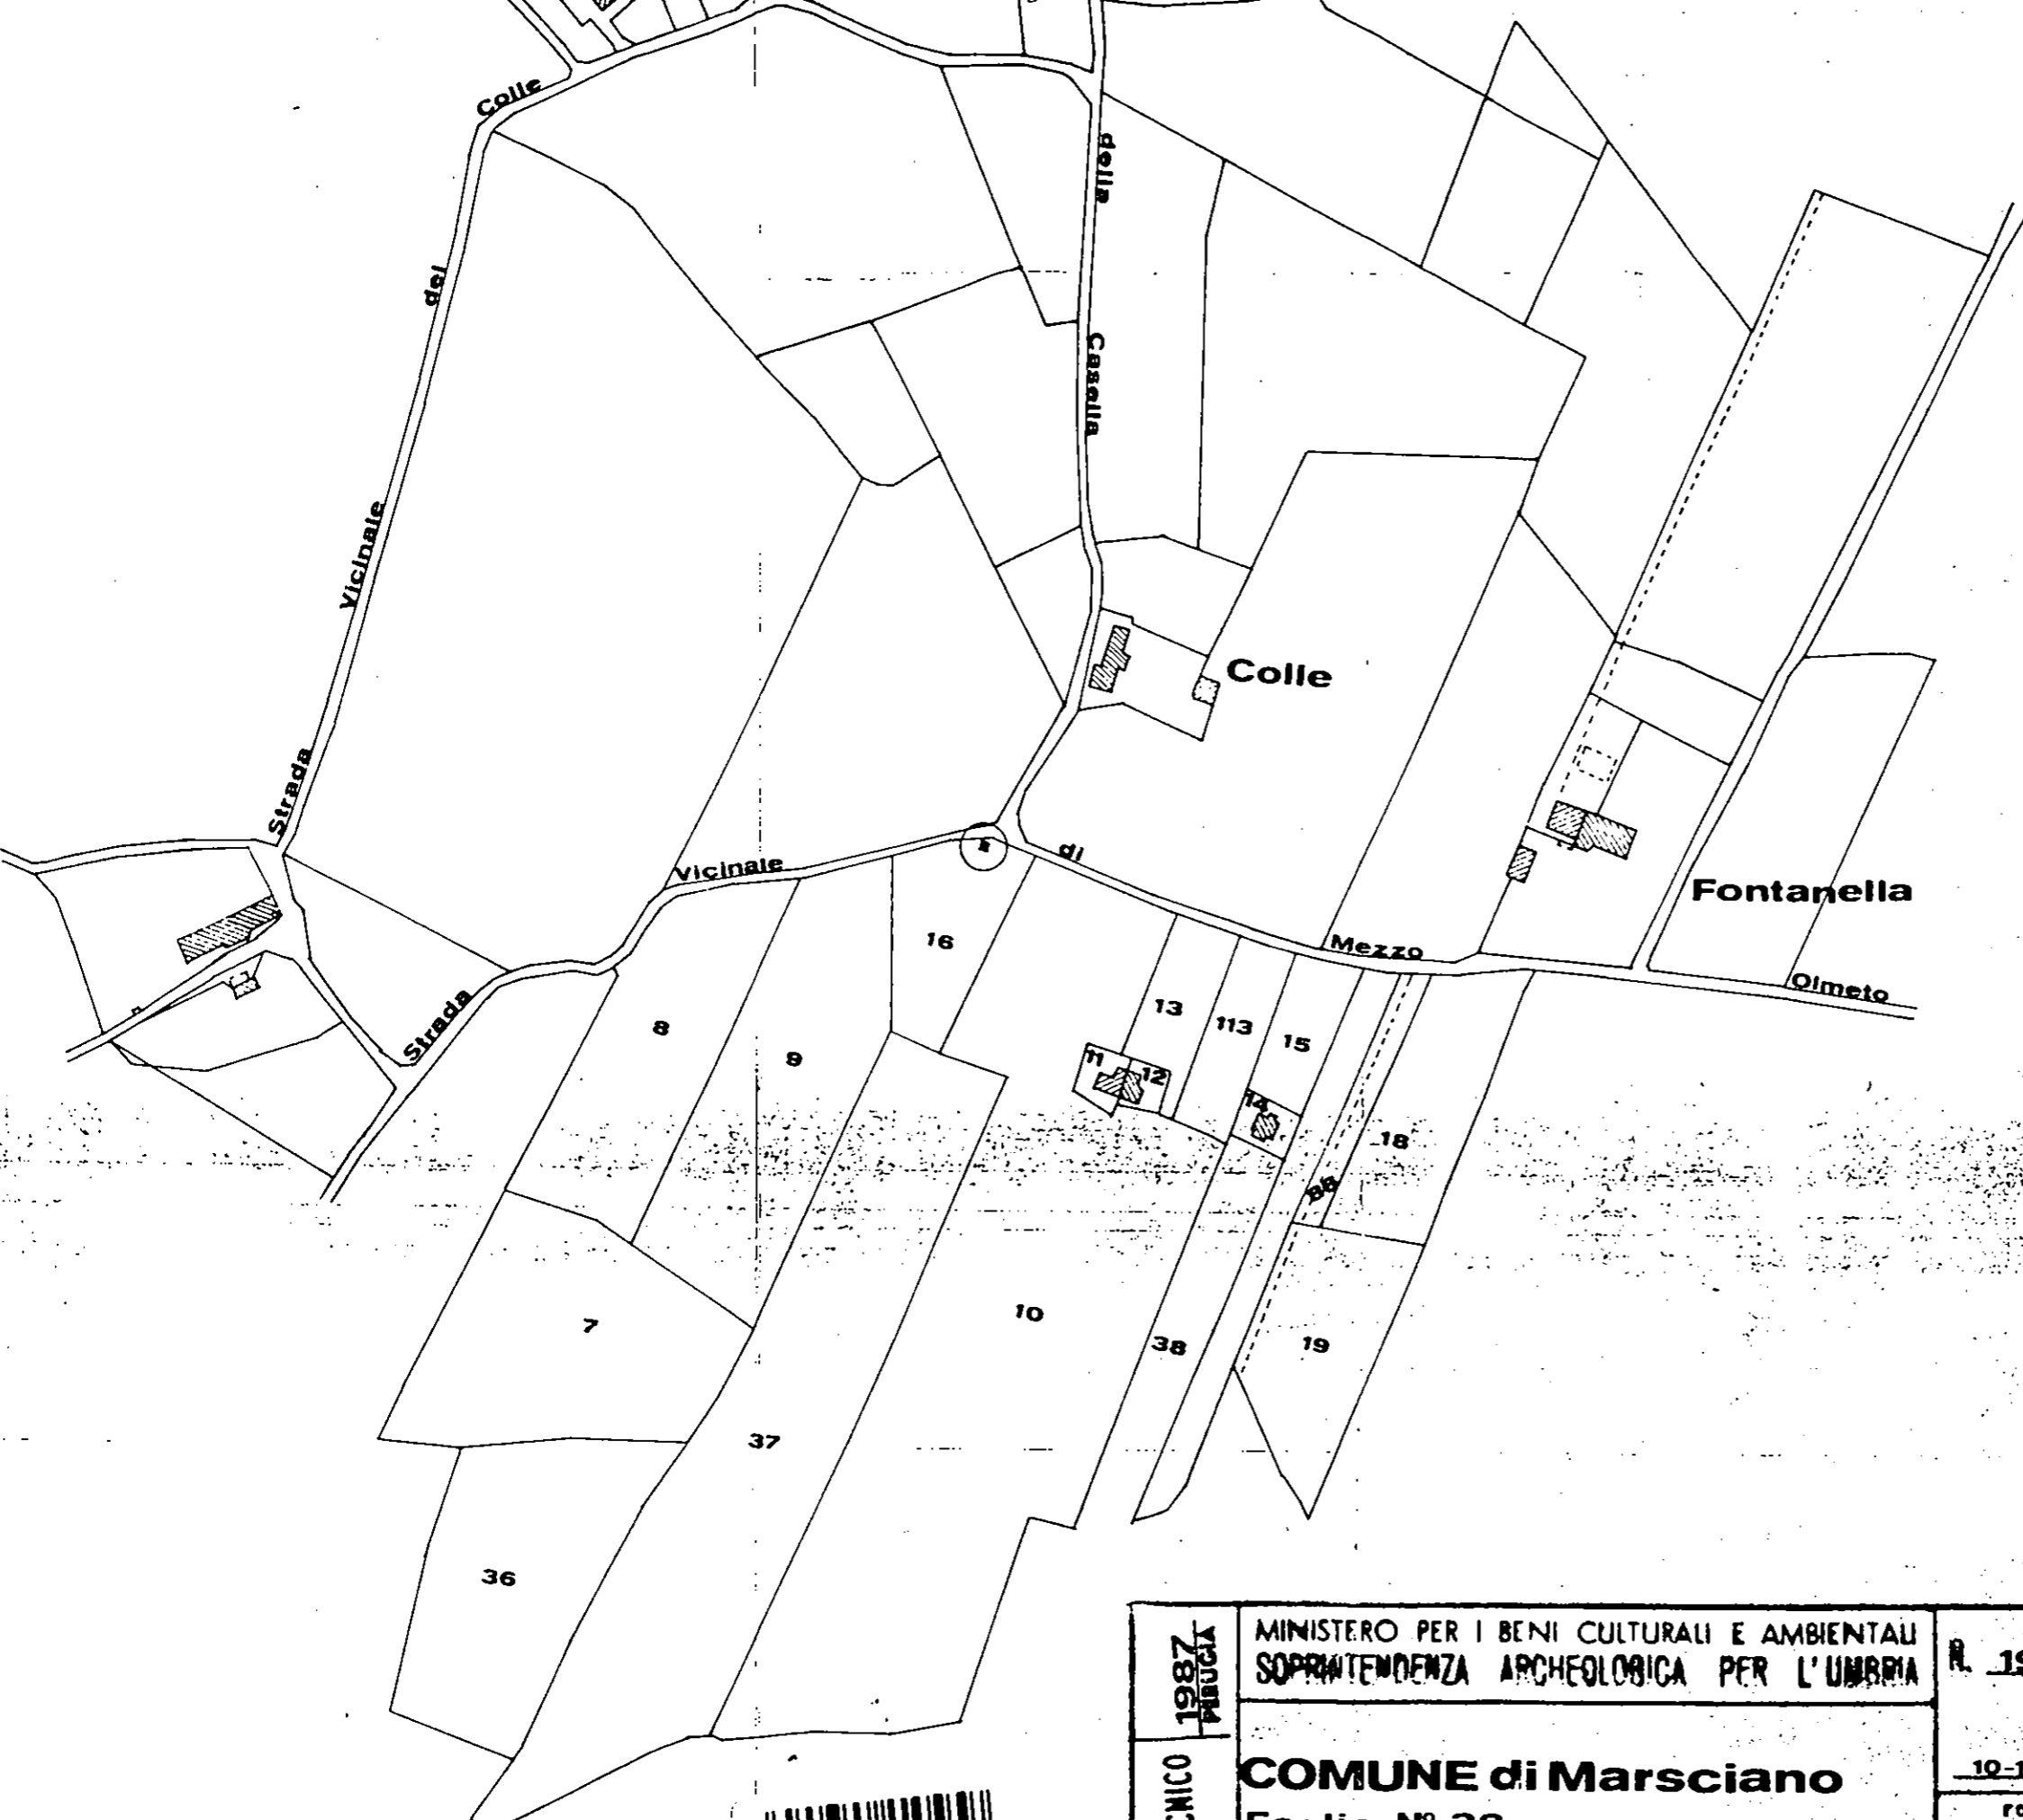 Colle
della
del
Casella
Vicinale
Colle
Strada
Vicinale
di
Fontanella
Mezzo
Olmeto
Strada
16
8
9
13
113
15
11
12
14
18
88
7
10
38
19
37
36
1987
PERUGIA
MINISTERO PER I BENI CULTURALI E AMBIENTALI
SOPRINTENDENZA ARCHEOLOGICA PER L'UMBRIA
COMUNE di Marsciano